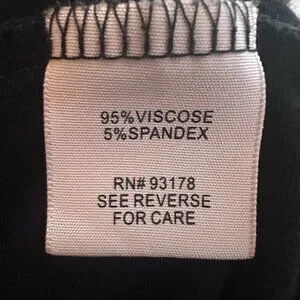 95%VISCOSE
5%SPANDEX
RN# 93178
SEE REVERSE
FOR CARE